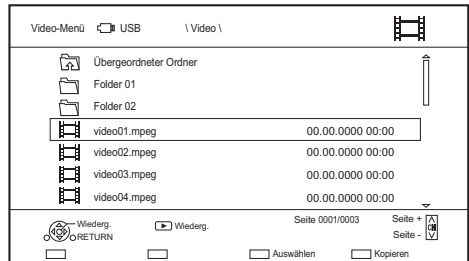 Video-Menü USB \ Video \
Übergeordneter Ordner
Folder 01
Folder 02
video01.mpeg 00.00.0000 00:00
video02.mpeg 00.00.0000 00:00
video03.mpeg 00.00.0000 00:00
video04.mpeg 00.00.0000 00:00
Wiederg. Wiederg. Seite 0001/0003 Seite +
RETURN CH Seite -
Auswählen Kopieren